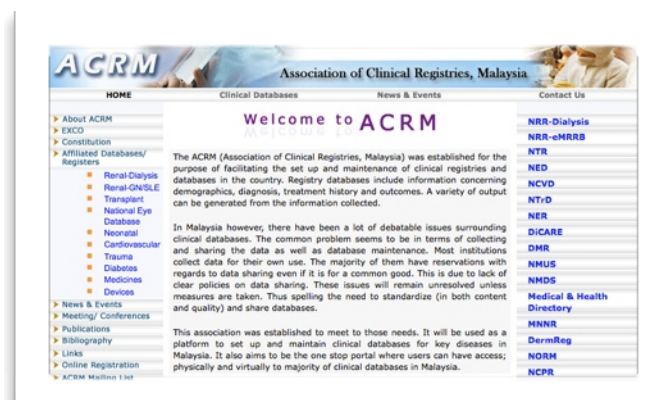 ACRM
Association of Clinical Registries, Malaysia
HOME
Clinical Databases
News & Events
Contact Us
About ACRM
EXCO
Constitution
Affiliated Databases/
Registers
Renal-Dialysis
Renal-GN/SLE
Transplant
National Eye
Database
Neonatal
Cardiovascular
Trauma
Diabetes
Medicines
Devices
News & Events
Meeting/ Conferences
Publications
Bibliography
Links
Online Registration
ACRM Mailing List
Welcome to ACRM
The ACRM (Association of Clinical Registries, Malaysia) was established for the
purpose of facilitating the set up and maintenance of clinical registries and
databases in the country. Registry databases include information concerning
demographics, diagnosis, treatment history and outcomes. A variety of output
can be generated from the information collected.
In Malaysia however, there have been a lot of debatable issues surrounding
clinical databases. The common problem seems to be in terms of collecting
and sharing the data as well as database maintenance. Most institutions
collect data for their own use. The majority of them have reservations with
regards to data sharing even if it is for a common good. This is due to lack of
clear policies on data sharing. These issues will remain unresolved unless
measures are taken. Thus spelling the need to standardize (in both content
and quality) and share databases.
This association was established to meet to those needs. It will be used as a
platform to set up and maintain clinical databases for key diseases in
Malaysia. It also aims to be the one stop portal where users can have access;
physically and virtually to majority of clinical databases in Malaysia.
NRR-Dialysis
NRR-eMRRB
NTR
NED
NCVD
NTrD
NER
DiCARE
DMR
NMUS
NMDS
Medical & Health
Directory
MNNR
DermReg
NORM
NCPR